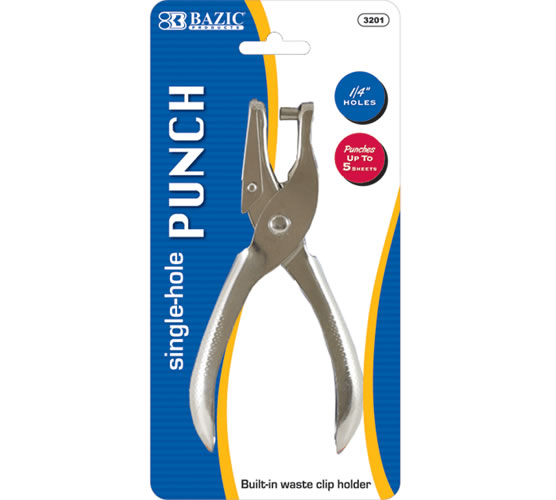 BAZIC
PRODUCTS
3201
1/4"
HOLES
Punches
UP TO
5 SHEETS
single-hole PUNCH
Built-in waste clip holder